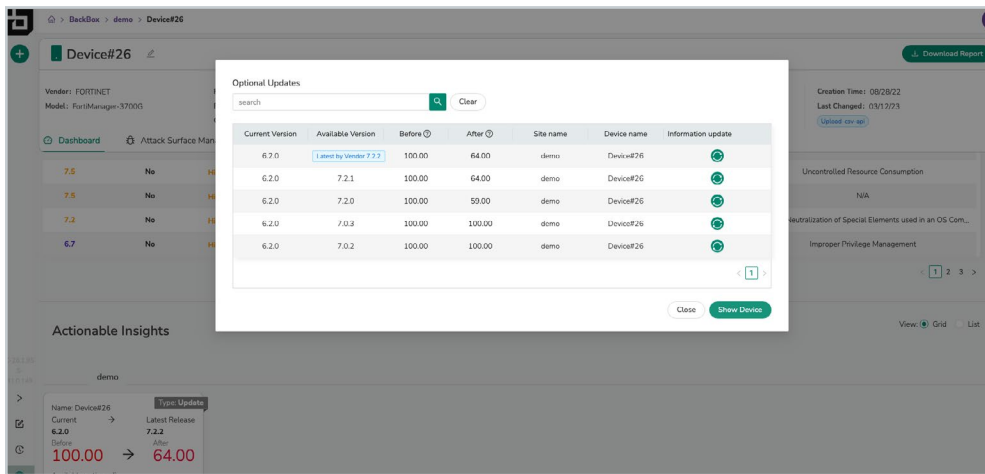 BackBox > demo > Device#26
Device#26
Download Report
Vendor: FORTINET
Model: FortiManager-3700G
Creation Time: 08/28/22
Last Changed: 03/12/23
Upload-csv-api
Dashboard
Attack Surface Man
Optional Updates
search
Clear
Current Version Available Version Before After Site name Device name Information update
6.2.0 Latest by Vendor 7.2.2 100.00 64.00 demo Device#26
6.2.0 7.2.1 100.00 64.00 demo Device#26
6.2.0 7.2.0 100.00 59.00 demo Device#26
6.2.0 7.0.3 100.00 100.00 demo Device#26
6.2.0 7.0.2 100.00 100.00 demo Device#26
1
Close Show Device
7.5 No Hi Uncontrolled Resource Consumption
7.5 No Hi N/A
7.2 No Hi Neutralization of Special Elements used in an OS Com...
6.7 No Hi Improper Privilege Management
< 1 2 3 >
Actionable Insights
View: Grid List
demo
Type: Update
Name: Device#26
Current → Latest Release
6.2.0 7.2.2
Before After
100.00 → 64.00